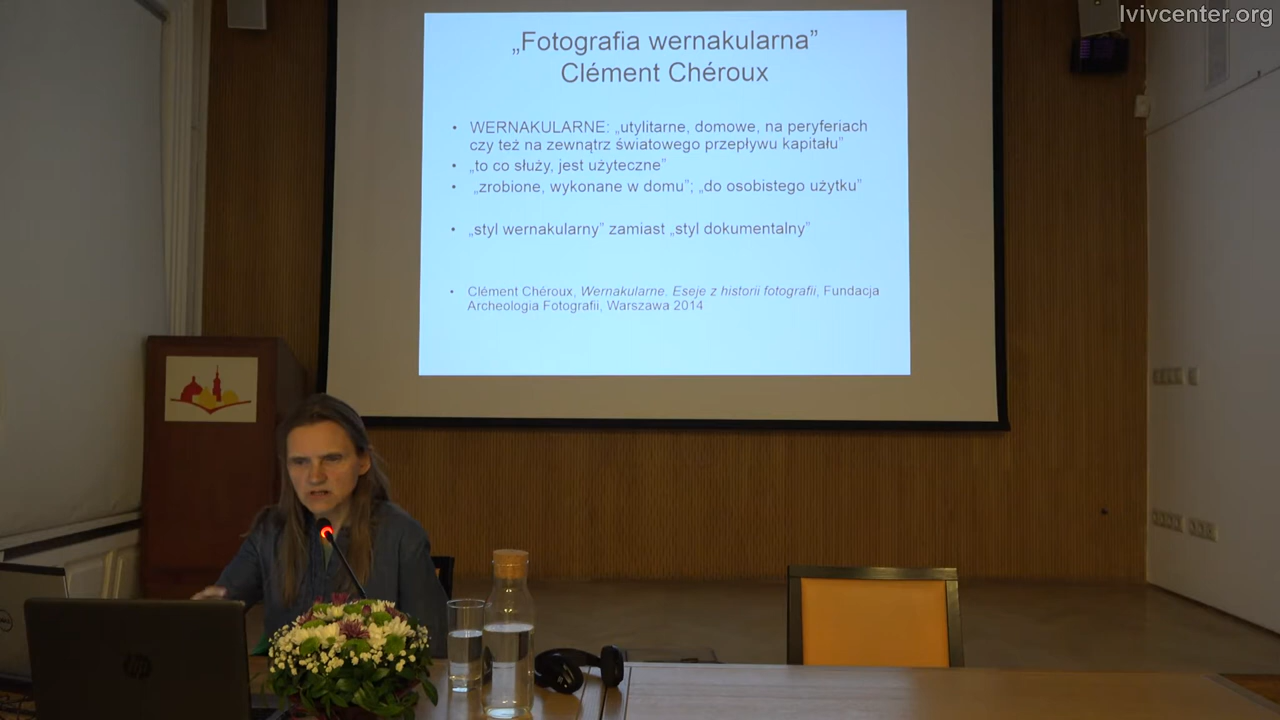 lvivcenter.org
„Fotografia wernakularna”
Clément Chéroux
• WERNAKULARNE: „utylitarne, domowe, na peryferiach
czy też na zewnątrz światowego przepływu kapitału”
• „to co służy, jest użyteczne”
• „zrobione, wykonane w domu”; „do osobistego użytku”
• „styl wernakularny” zamiast „styl dokumentalny”
• Clément Chéroux, Wernakularne. Eseje z historii fotografii, Fundacja
Archeologia Fotografii, Warszawa 2014
hp